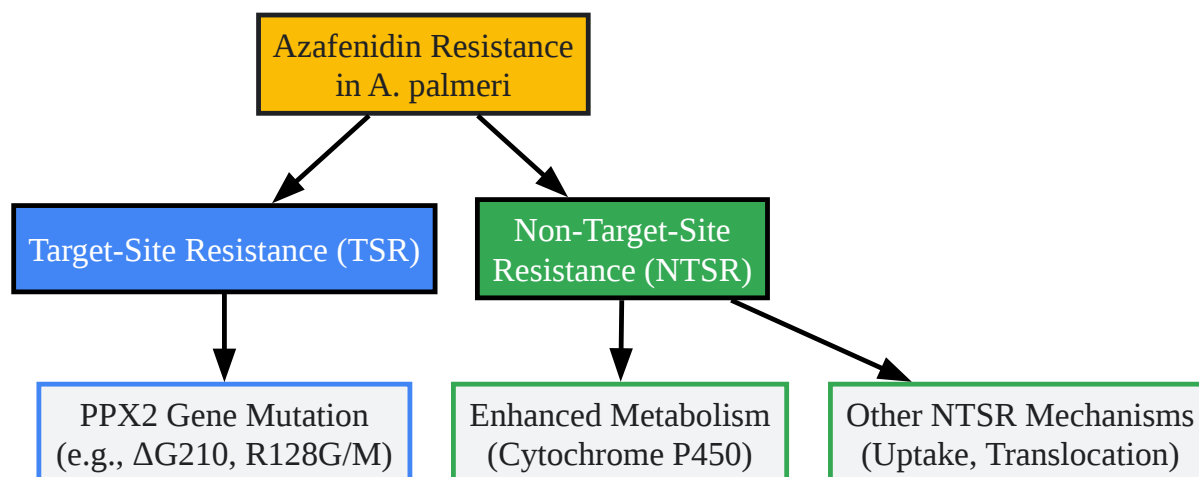 Azafenidin Resistance
in A. palmeri
Target-Site Resistance (TSR)
Non-Target-Site
Resistance (NTSR)
PPX2 Gene Mutation
(e.g., ΔG210, R128G/M)
Enhanced Metabolism
(Cytochrome P450)
Other NTSR Mechanisms
(Uptake, Translocation)